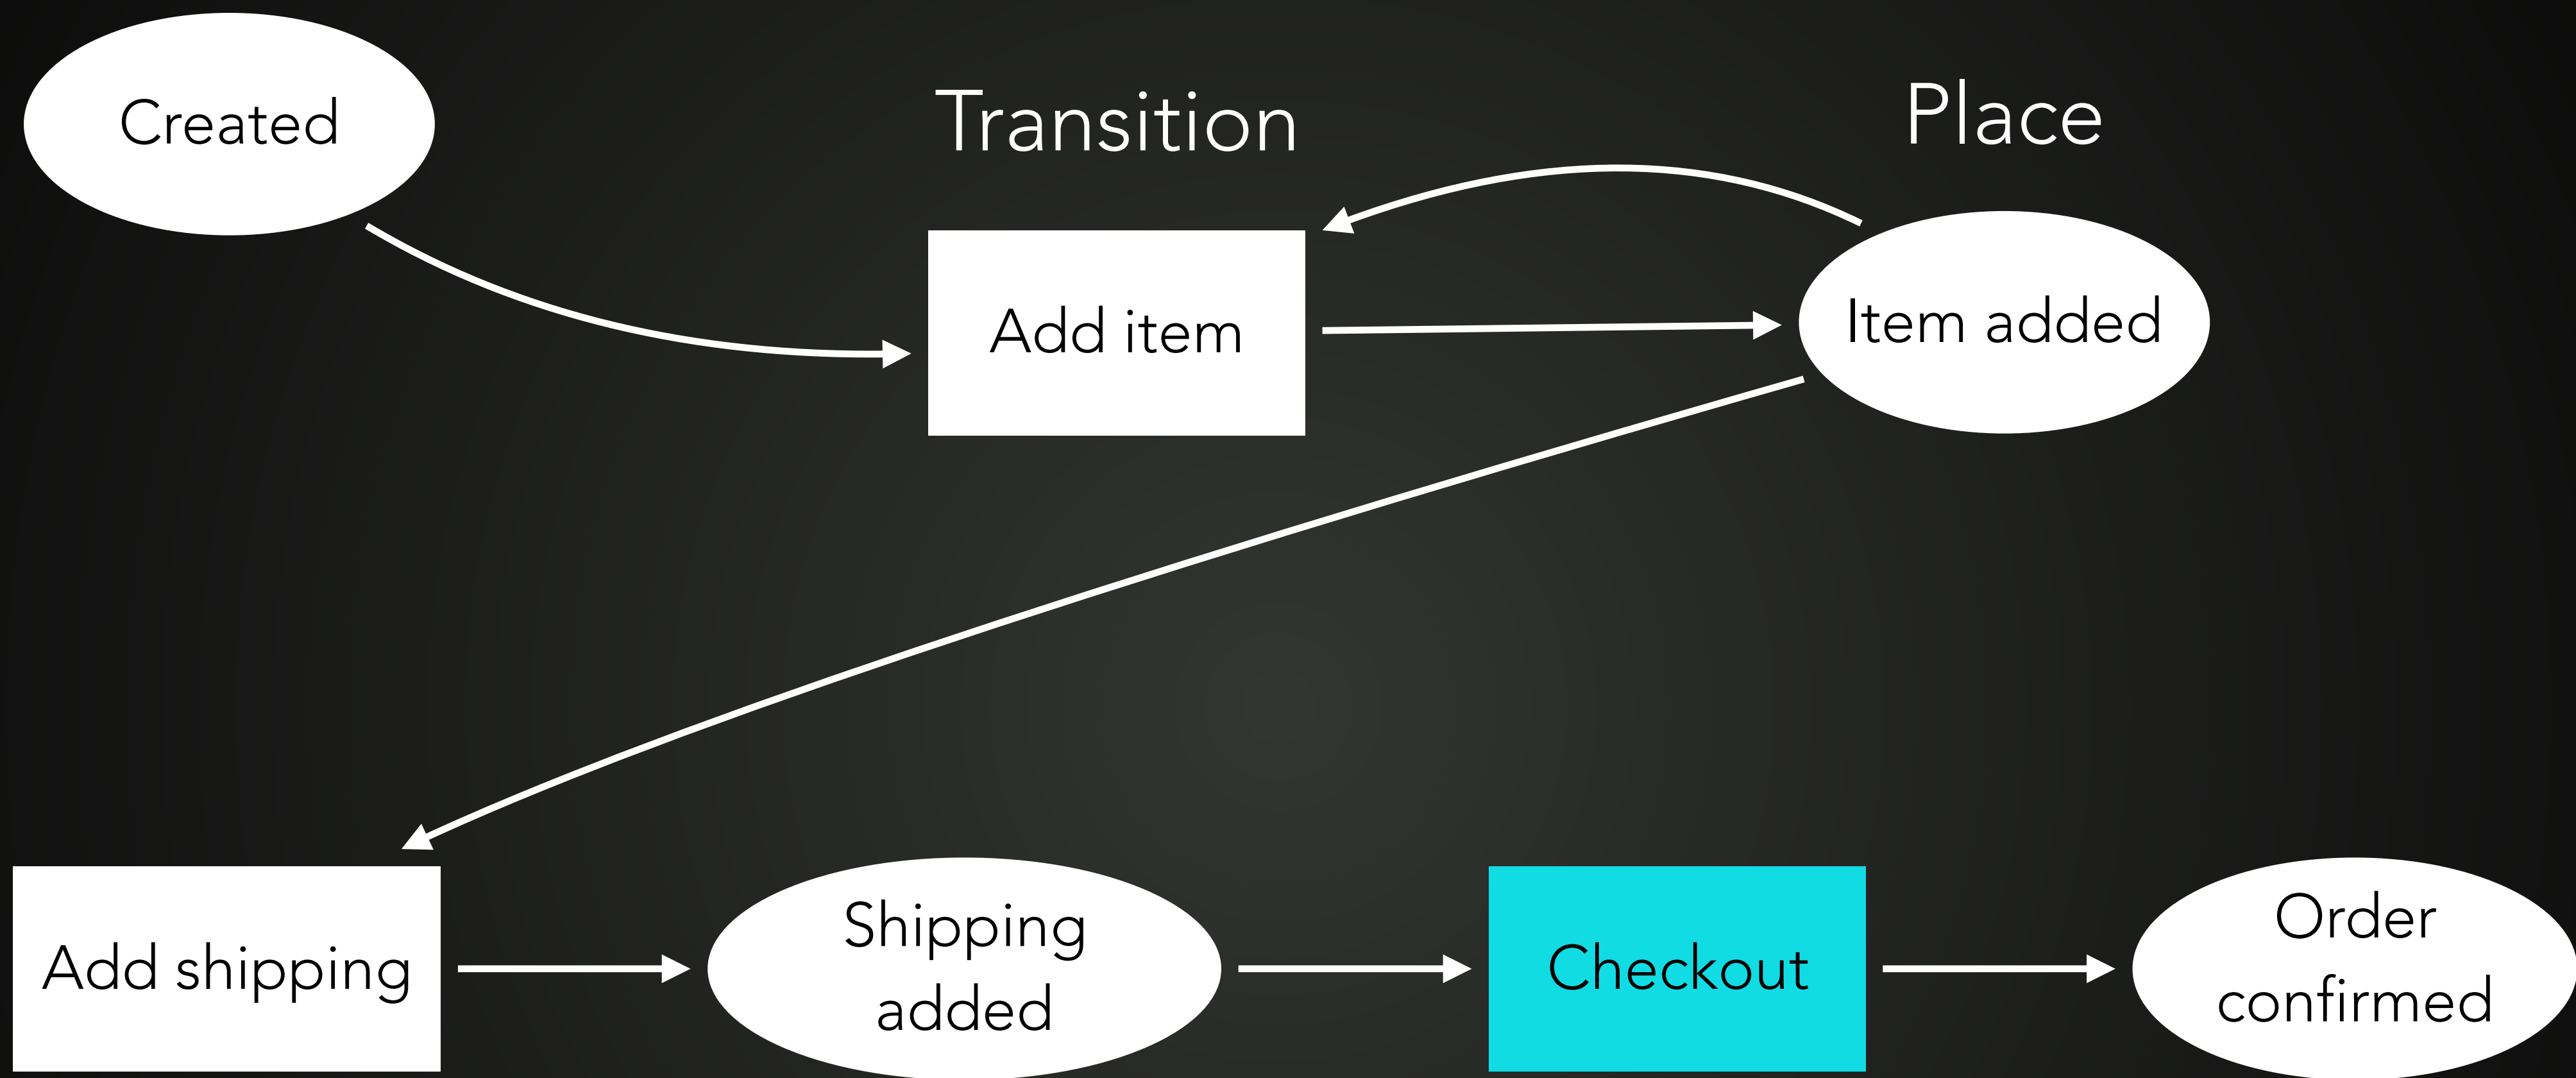 Created
Transition
Place
Add item
Item added
Add shipping
Shipping
added
Checkout
Order
confirmed